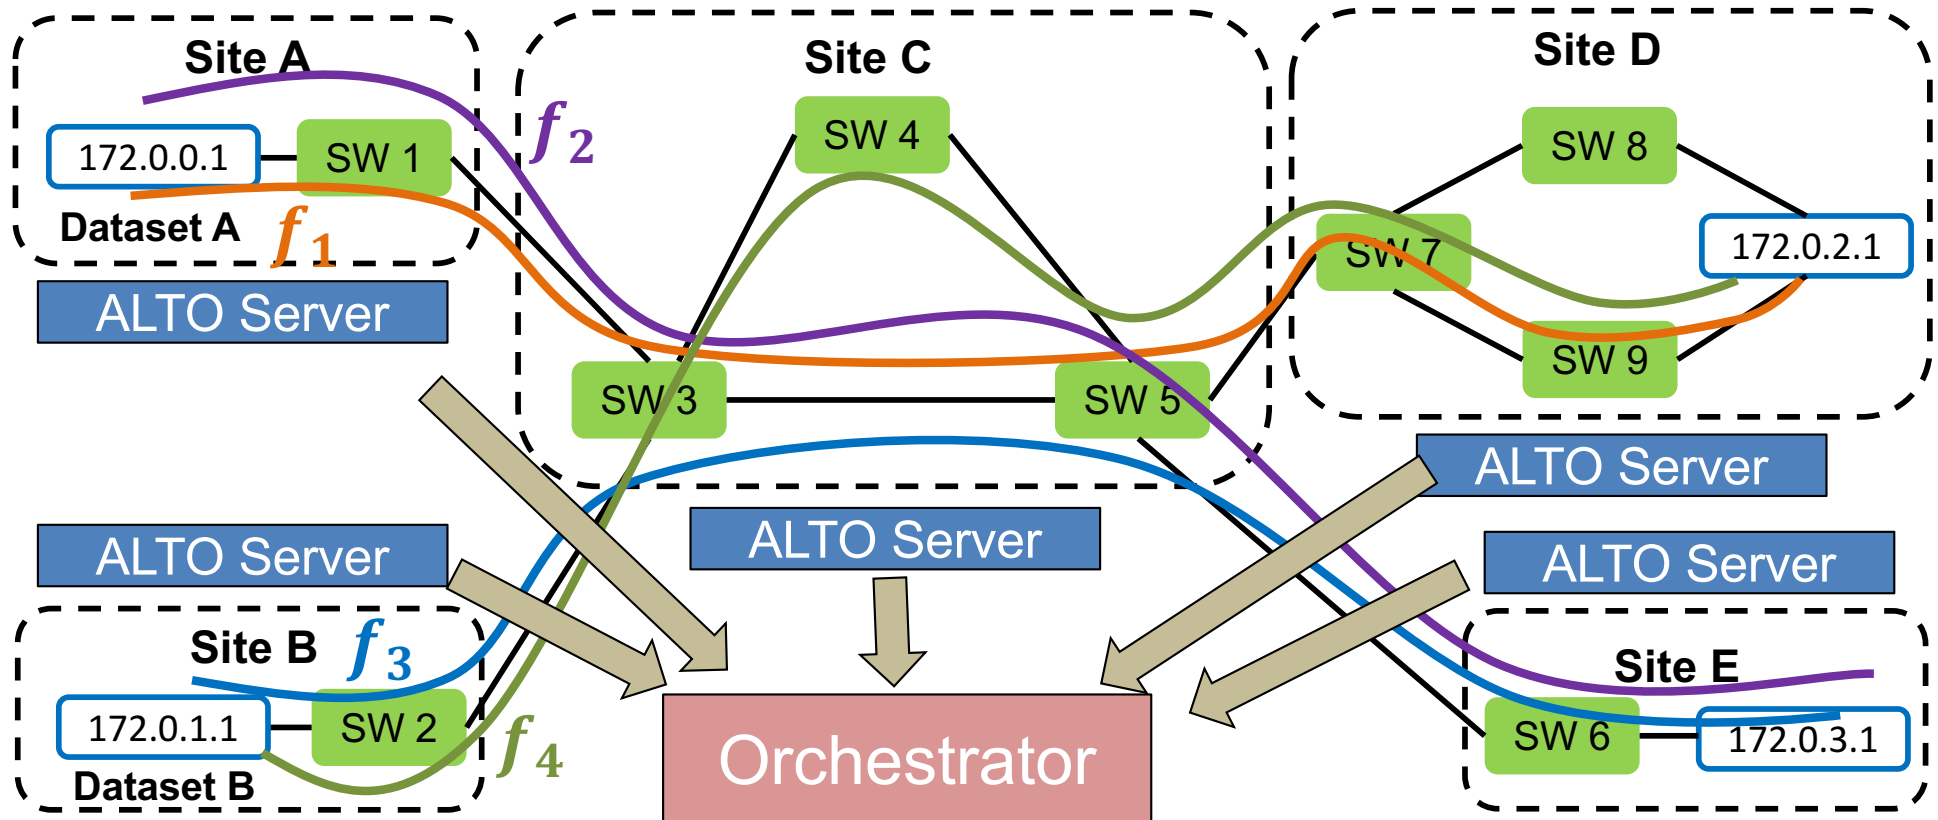 Site A
172.0.0.1
SW 1
Dataset A
f1
ALTO Server
f2
Site C
SW 4
SW 3
SW 5
ALTO Server
Site D
SW 8
SW 7
172.0.2.1
SW 9
ALTO Server
ALTO Server
ALTO Server
Site B
f3
172.0.1.1
SW 2
Dataset B
f4
Orchestrator
Site E
SW 6
172.0.3.1